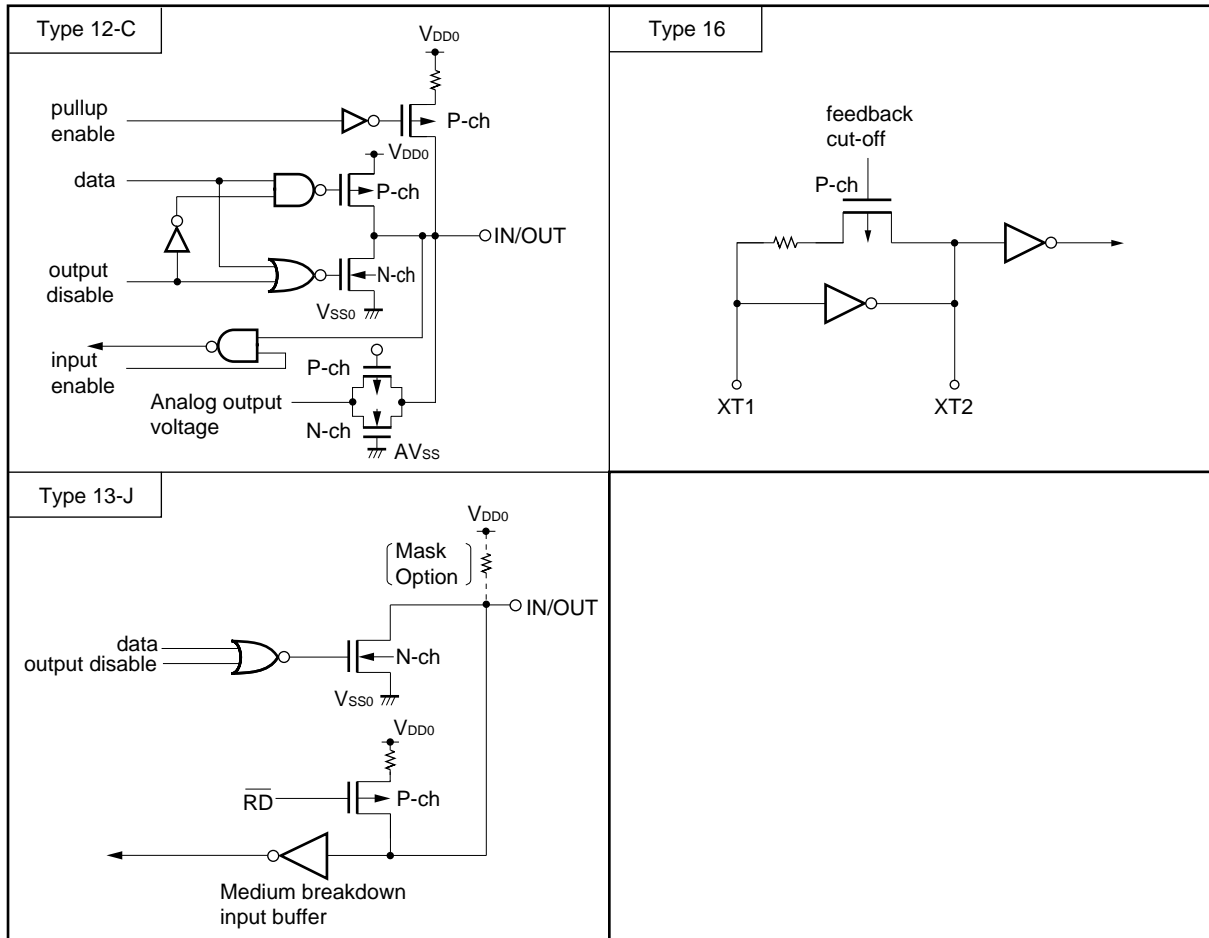 Type 12-C
VDD0
pullup
enable
P-ch
VDD0
data
P-ch
IN/OUT
output
disable
N-ch
VSS0
input
enable
P-ch
Analog output
voltage
N-ch
AVSS
Type 16
feedback
cut-off
P-ch
XT1
XT2
Type 13-J
VDD0
Mask
Option
IN/OUT
data
output disable
N-ch
VSS0
VDD0
RD
P-ch
Medium breakdown
input buffer